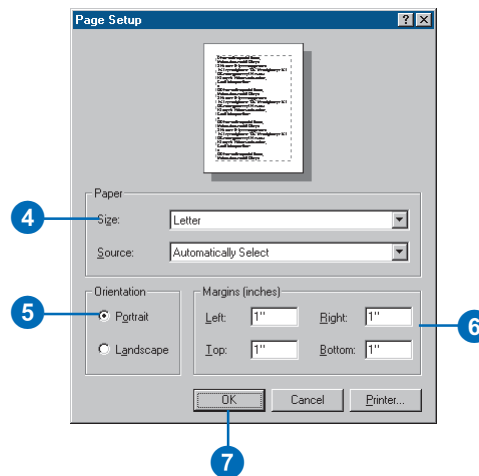 Page Setup
Paper
4
Size: Letter
Source: Automatically Select
Orientation
Margins (inches)
5
Portrait
Left: 1" Right: 1"
6
Landscape
Top: 1" Bottom: 1"
OK Cancel Printer...
7